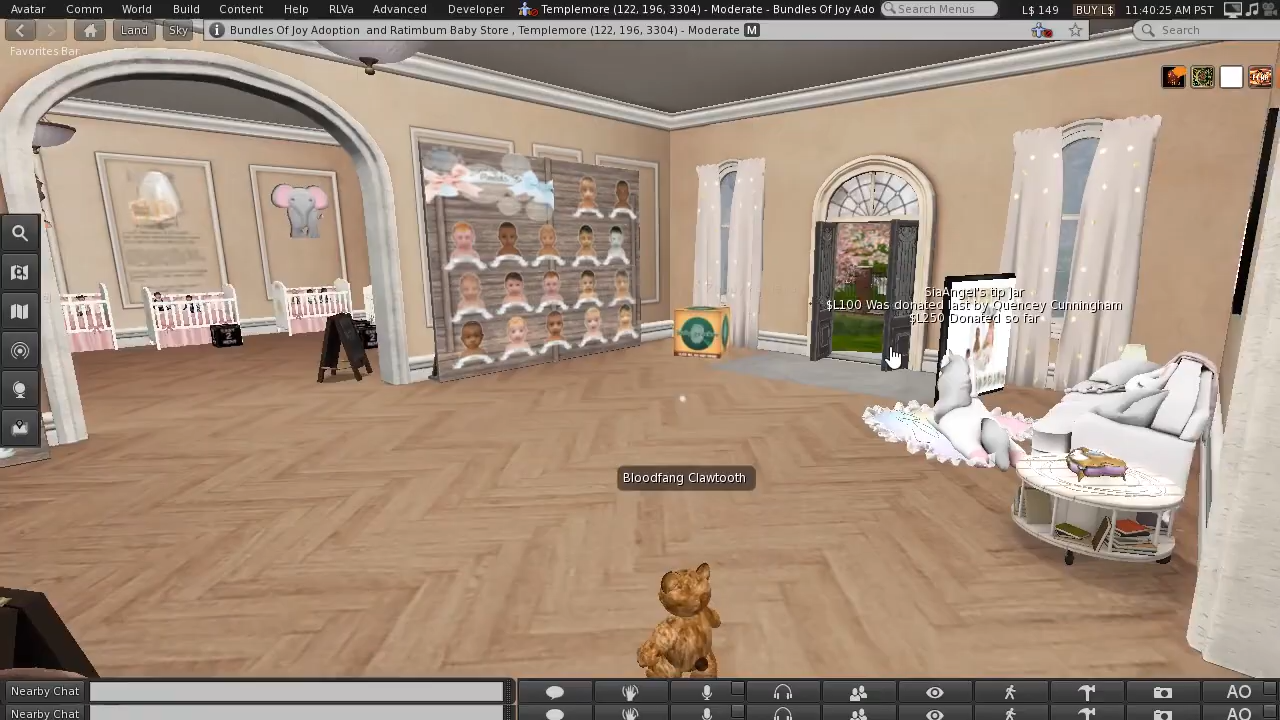 Avatar Comm World Build Content Help RLVa Advanced Developer Templemore (122, 196, 3304) - Moderate - Bundles Of Joy Ado Search Menus L$ 149 BUY L$ 11:40:25 AM PST
Land Sky Bundles Of Joy Adoption and Ratimbum Baby Store , Templemore (122, 196, 3304) - Moderate M Search
Favorites Bar
SiaAngel's tip jar
$L100 Was donated last by Quencey Cunningham
$L250 Donated so far
Bloodfang Clawtooth
Nearby Chat AO
Nearby Chat AO